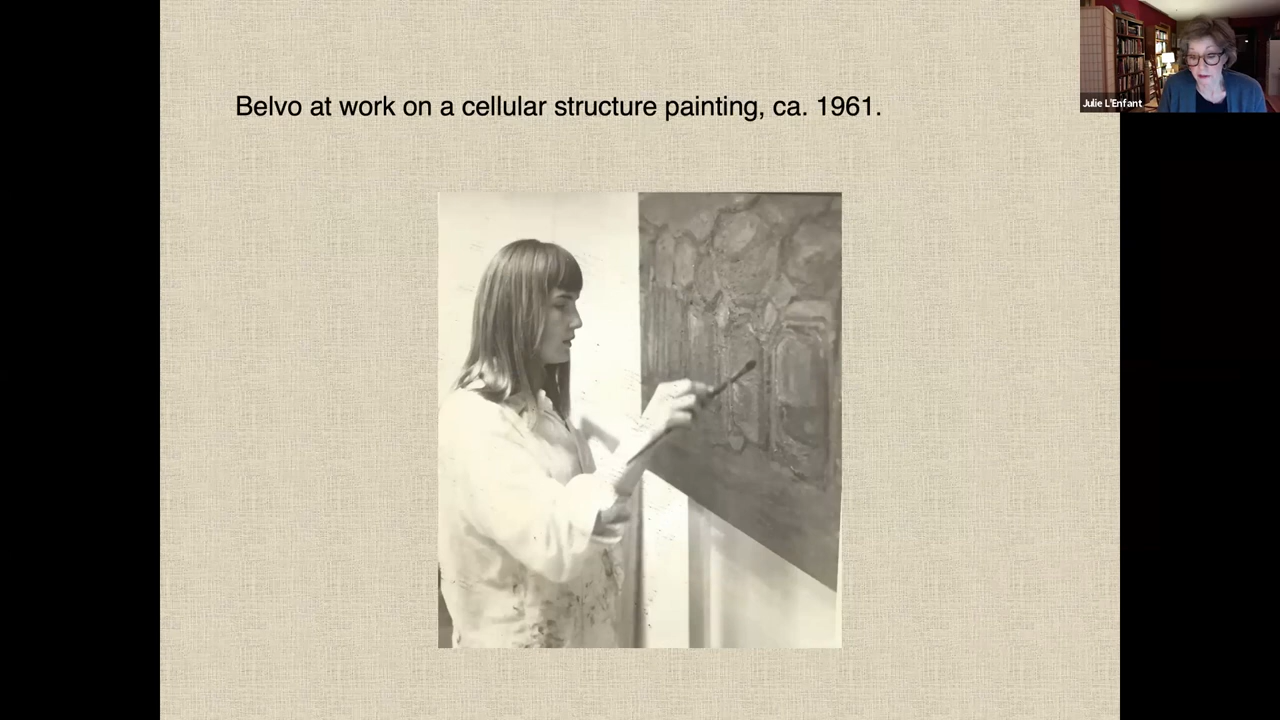 Belvo at work on a cellular structure painting, ca. 1961.
Julie L'Enfant